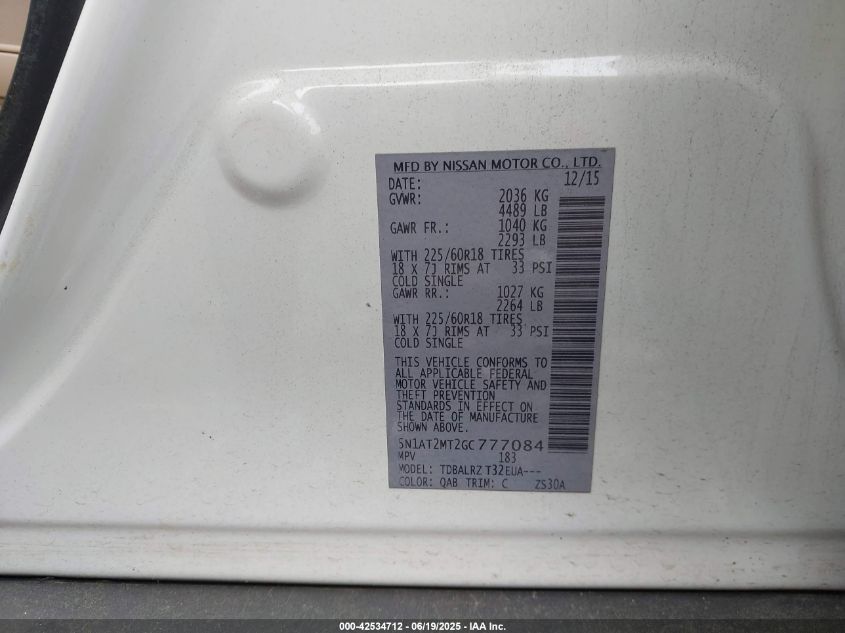 MFD BY NISSAN MOTOR CO., LTD.
DATE: 12/15
GVWR: 2036 KG
4489 LB
GAWR FR.: 1040 KG
2293 LB
WITH 225/60R18 TIRES
18 X 7J RIMS AT 33 PSI
COLD SINGLE
GAWR RR.: 1027 KG
2264 LB
WITH 225/60R18 TIRES
18 X 7J RIMS AT 33 PSI
COLD SINGLE
THIS VEHICLE CONFORMS TO
ALL APPLICABLE FEDERAL
MOTOR VEHICLE SAFETY AND
THEFT PREVENTION
STANDARDS IN EFFECT ON
THE DATE OF MANUFACTURE
SHOWN ABOVE.
5N1AT2MT2GC777084
MPV 183
MODEL: TDBALRZ T32EUA---
COLOR: QAB TRIM: C ZS30A
000-42534712 - 06/19/2025 - IAA Inc.